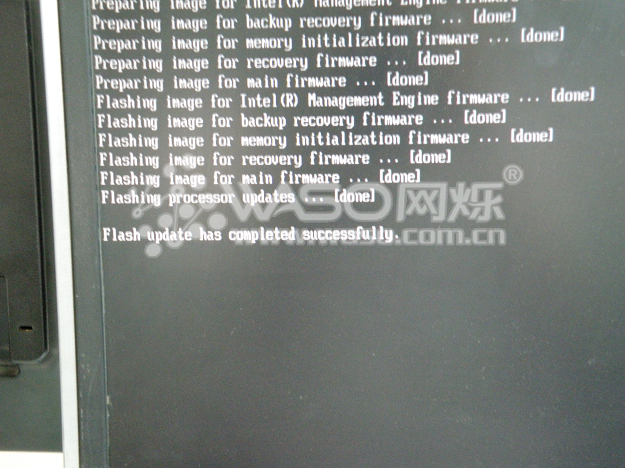 Preparing image for Intel(R) Management Engine firmware
Preparing image for backup recovery firmware ... [done]
Preparing image for memory initialization firmware ... [done]
Preparing image for recovery firmware ... [done]
Preparing image for main firmware ... [done]
Flashing image for Intel(R) Management Engine firmware ... [done]
Flashing image for backup recovery firmware ... [done]
Flashing image for memory initialization firmware ... [done]
Flashing image for recovery firmware ... [done]
Flashing image for main firmware ... [done]
Flashing processor updates ... [done]
WASO网烁®
Flash update has completed successfully.
www.waso.com.cn